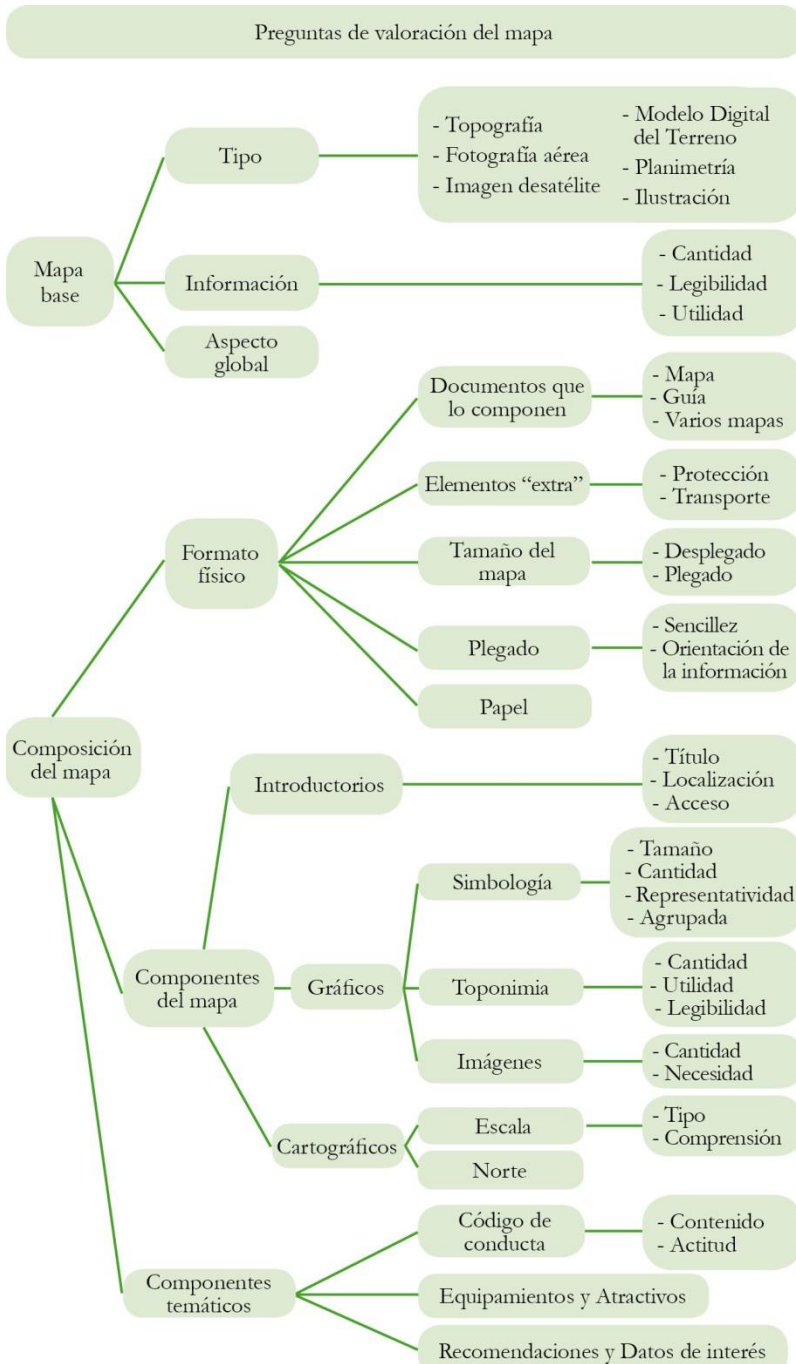 Preguntas de valoración del mapa
Mapa
base
Tipo
- Topografía
- Fotografía aérea
- Imagen desatélite
- Modelo Digital
del Terreno
- Planimetría
- Ilustración
Información
- Cantidad
- Legibilidad
- Utilidad
Aspecto
global
Composición
del mapa
Formato
físico
Documentos que
lo componen
- Mapa
- Guía
- Varios mapas
Elementos “extra”
- Protección
- Transporte
Tamaño del
mapa
- Desplegado
- Plegado
Plegado
- Sencillez
- Orientación de
la información
Papel
Componentes
del mapa
Introductorios
- Título
- Localización
- Acceso
Gráficos
Simbología
- Tamaño
- Cantidad
- Representatividad
- Agrupada
Toponimia
- Cantidad
- Utilidad
- Legibilidad
Imágenes
- Cantidad
- Necesidad
Cartográficos
Escala
- Tipo
- Comprensión
Norte
Componentes
temáticos
Código de
conducta
- Contenido
- Actitud
Equipamientos y Atractivos
Recomendaciones y Datos de interés